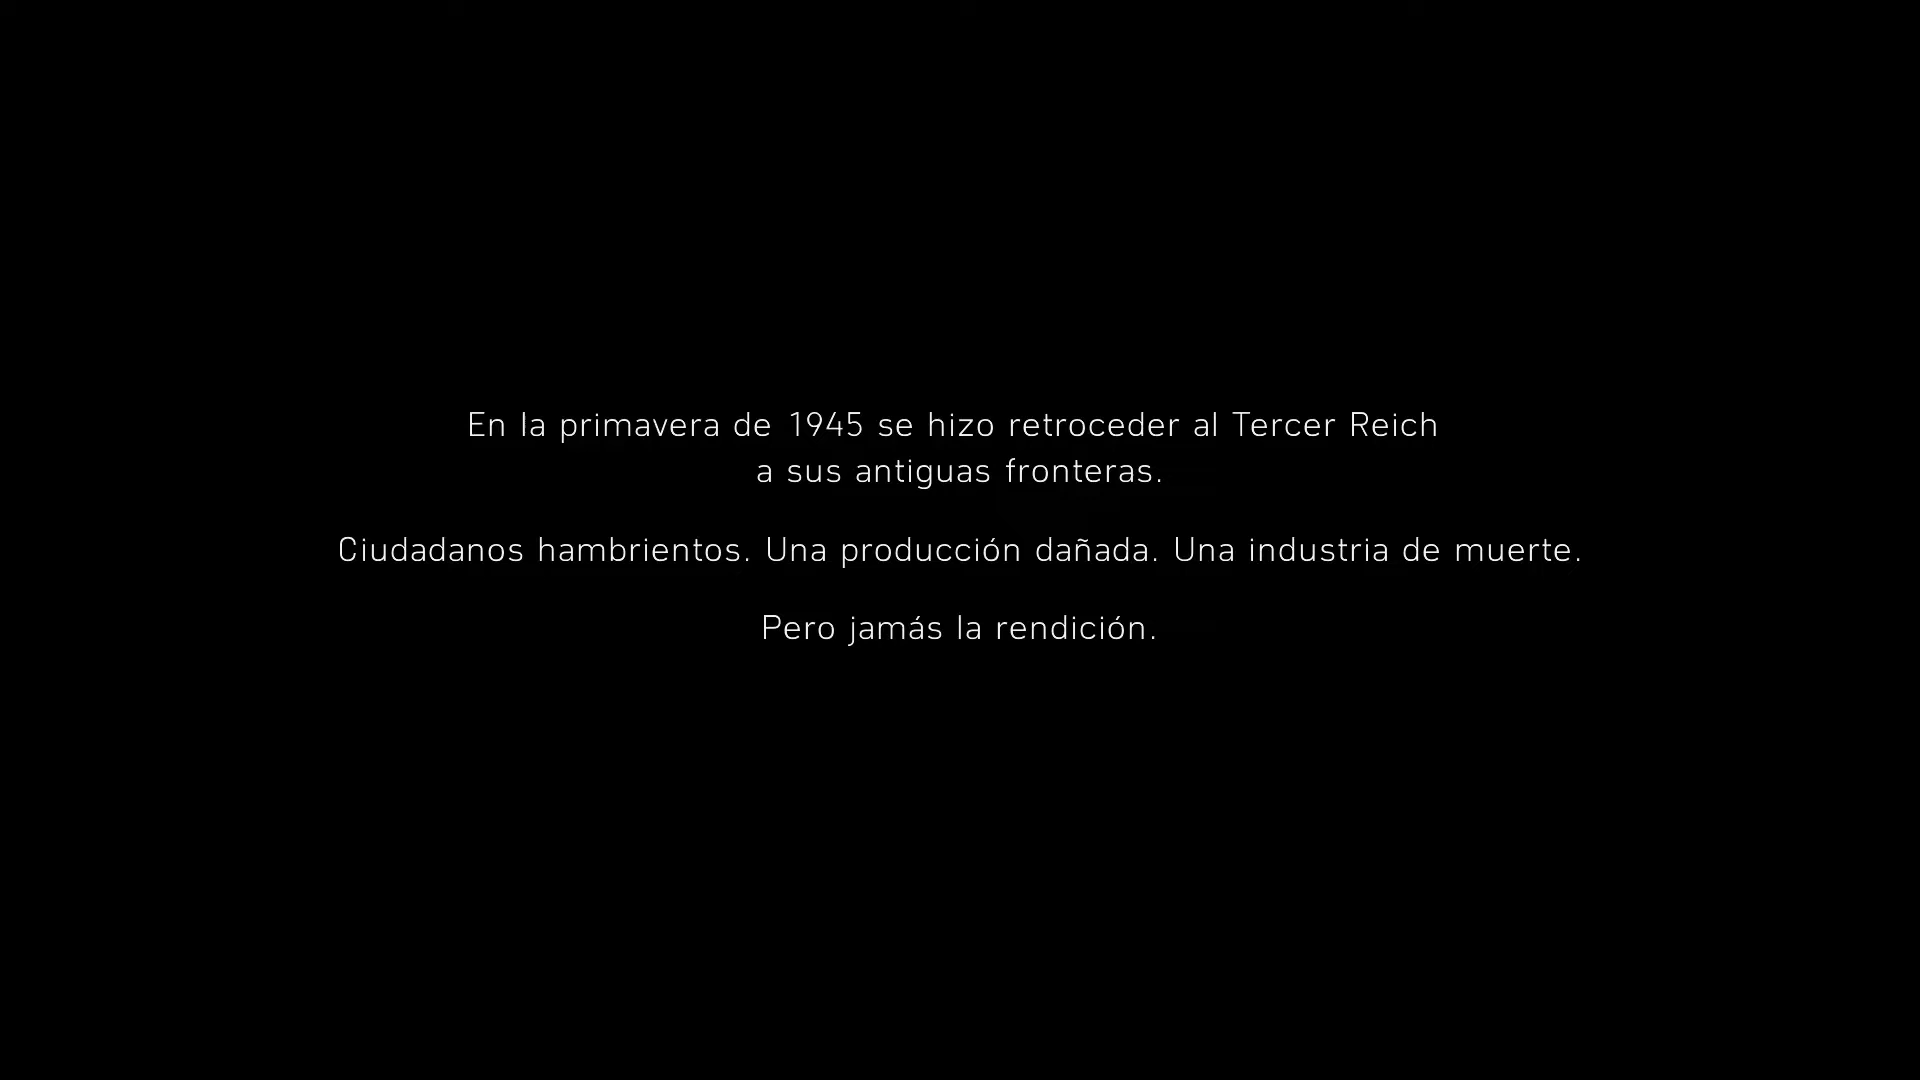 En la primavera de 1945 se hizo retroceder al Tercer Reich
a sus antiguas fronteras.
Ciudadanos hambrientos. Una producción dañada. Una industria de muerte.
Pero jamás la rendición.